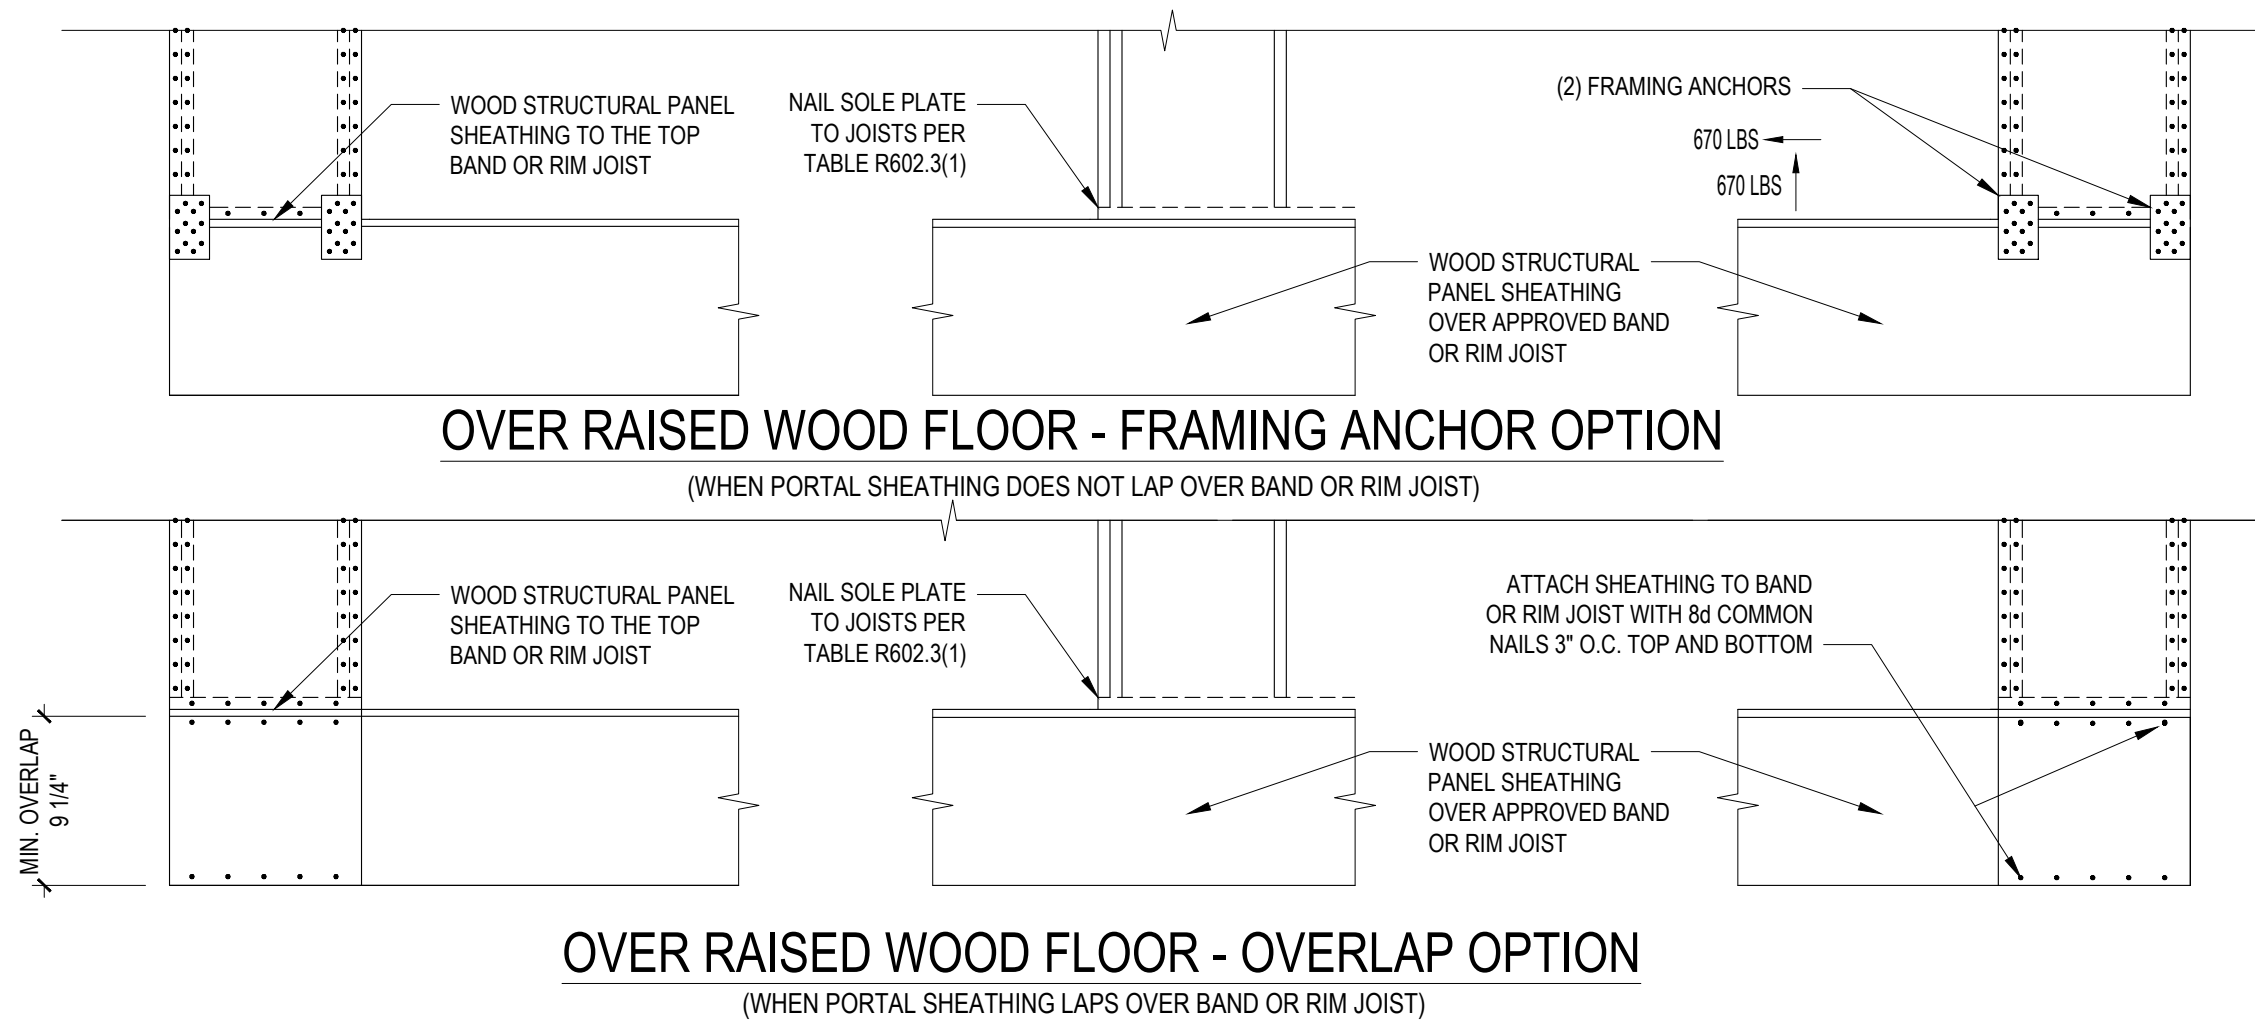 WOOD STRUCTURAL PANEL
SHEATHING TO THE TOP
BAND OR RIM JOIST
NAIL SOLE PLATE
TO JOISTS PER
TABLE R602.3(1)
(2) FRAMING ANCHORS
670 LBS
670 LBS
WOOD STRUCTURAL
PANEL SHEATHING
OVER APPROVED BAND
OR RIM JOIST
OVER RAISED WOOD FLOOR - FRAMING ANCHOR OPTION
(WHEN PORTAL SHEATHING DOES NOT LAP OVER BAND OR RIM JOIST)
WOOD STRUCTURAL PANEL
SHEATHING TO THE TOP
BAND OR RIM JOIST
NAIL SOLE PLATE
TO JOISTS PER
TABLE R602.3(1)
ATTACH SHEATHING TO BAND
OR RIM JOIST WITH 8d COMMON
NAILS 3" O.C. TOP AND BOTTOM
MIN. OVERLAP
9 1/4"
WOOD STRUCTURAL
PANEL SHEATHING
OVER APPROVED BAND
OR RIM JOIST
OVER RAISED WOOD FLOOR - OVERLAP OPTION
(WHEN PORTAL SHEATHING LAPS OVER BAND OR RIM JOIST)